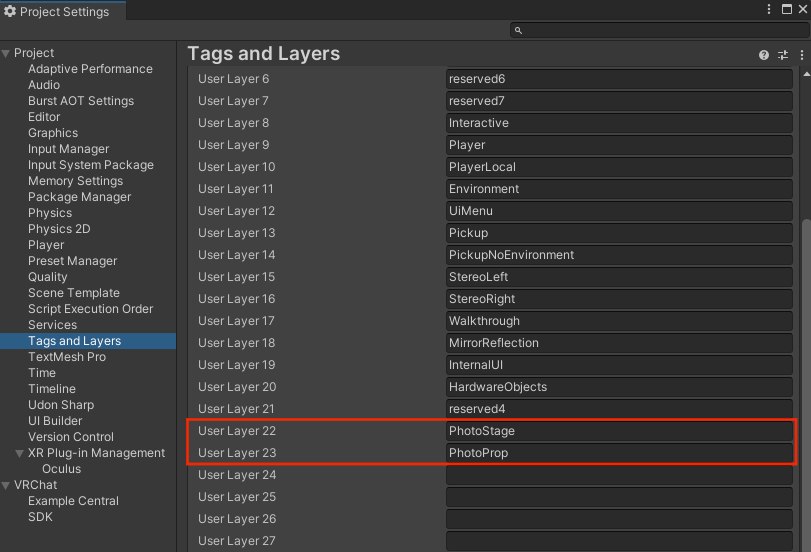 Project Settings
Project
Adaptive Performance
Audio
Burst AOT Settings
Editor
Graphics
Input Manager
Input System Package
Memory Settings
Package Manager
Physics
Physics 2D
Player
Preset Manager
Quality
Scene Template
Script Execution Order
Services
Tags and Layers
TextMesh Pro
Time
Timeline
Udon Sharp
UI Builder
Version Control
XR Plug-in Management
Oculus
VRChat
Example Central
SDK
Tags and Layers
User Layer 6 reserved6
User Layer 7 reserved7
User Layer 8 Interactive
User Layer 9 Player
User Layer 10 PlayerLocal
User Layer 11 Environment
User Layer 12 UiMenu
User Layer 13 Pickup
User Layer 14 PickupNoEnvironment
User Layer 15 StereoLeft
User Layer 16 StereoRight
User Layer 17 Walkthrough
User Layer 18 MirrorReflection
User Layer 19 InternalUI
User Layer 20 HardwareObjects
User Layer 21 reserved4
User Layer 22 PhotoStage
User Layer 23 PhotoProp
User Layer 24
User Layer 25
User Layer 26
User Layer 27